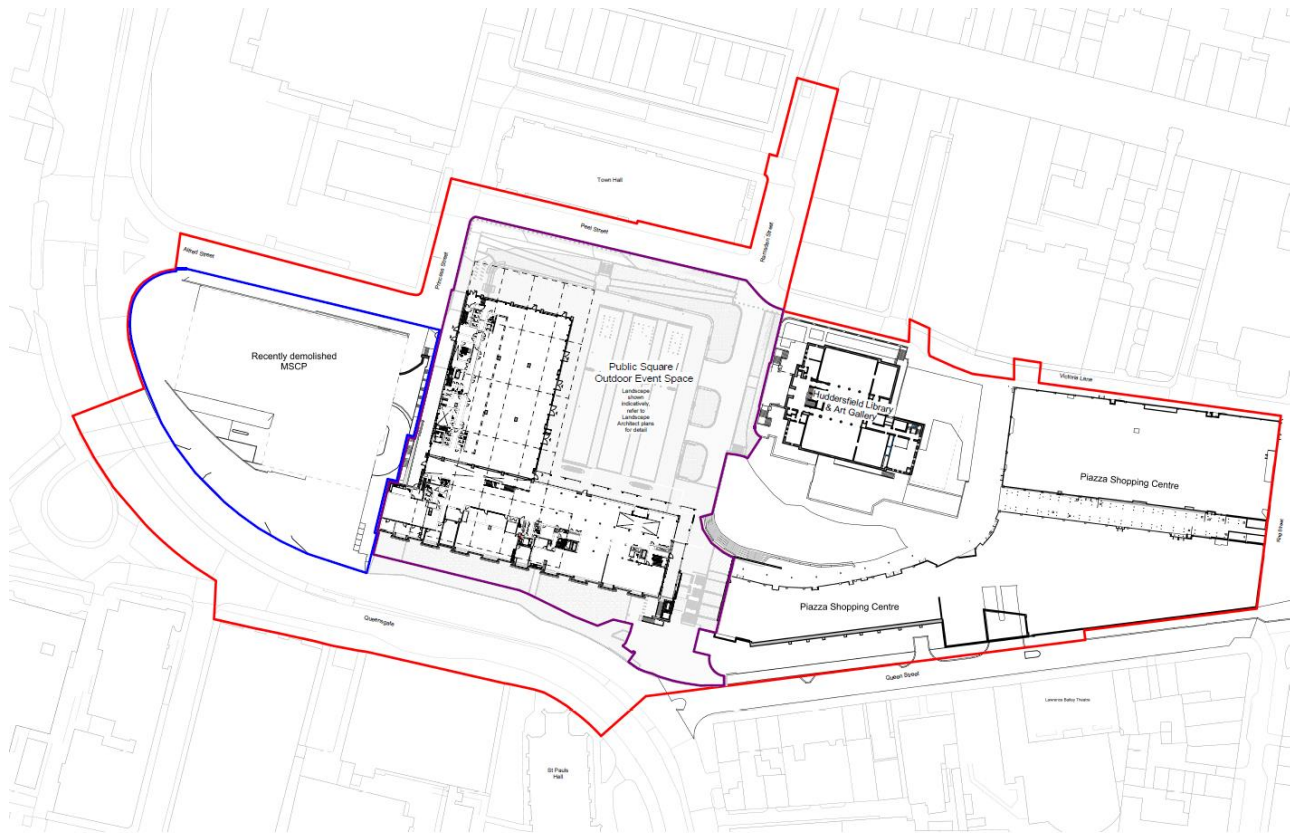 Town Hall
Peel Street
Ramsden Street
Alfred Street
Princess Street
Recently demolished
MSCP
Public Square /
Outdoor Event Space
Landscape
shown
indicatively,
refer to
Landscape
Architect plans
for detail
Huddersfield Library
& Art Gallery
Victoria Lane
Piazza Shopping Centre
King Street
Piazza Shopping Centre
Queensgate
Queen Street
Lawrence Batley Theatre
St Pauls
Hall